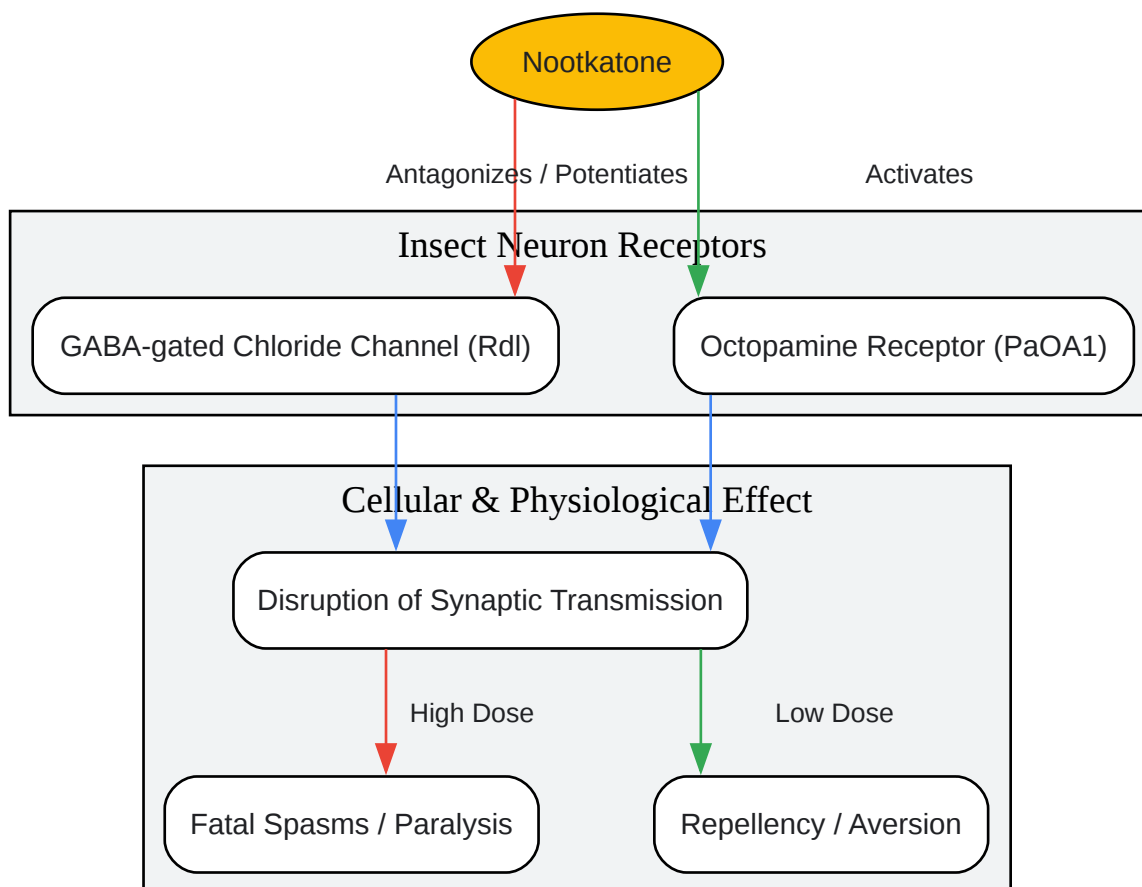 Nootkatone
Antagonizes / Potentiates
Activates
Insect Neuron Receptors
GABA-gated Chloride Channel (Rdl)
Octopamine Receptor (PaOA1)
Cellular & Physiological Effect
Disruption of Synaptic Transmission
High Dose
Low Dose
Fatal Spasms / Paralysis
Repellency / Aversion